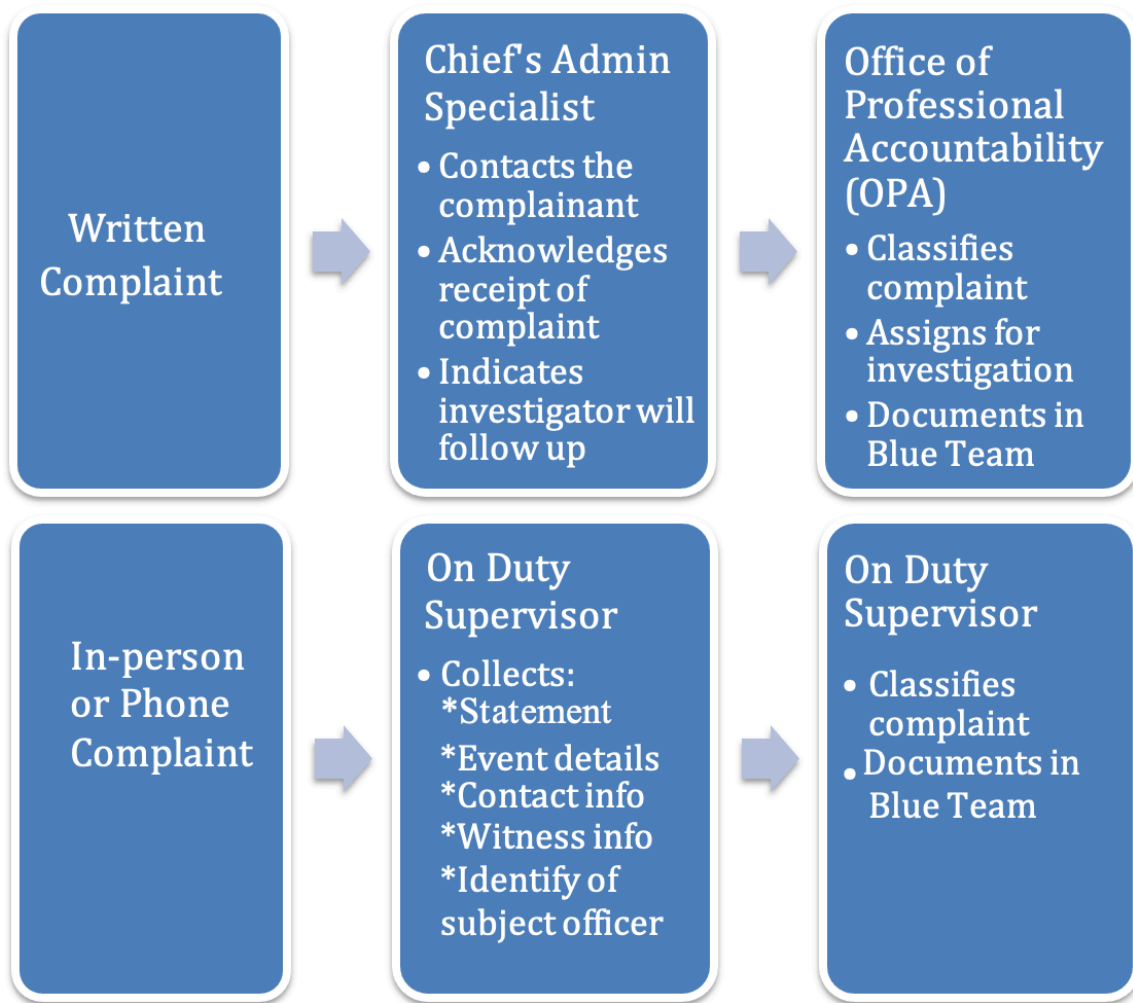 Written
Complaint
Chief's Admin
Specialist
• Contacts the
complainant
• Acknowledges
receipt of
complaint
• Indicates
investigator will
follow up
Office of
Professional
Accountability
(OPA)
• Classifies
complaint
• Assigns for
investigation
• Documents in
Blue Team
In-person
or Phone
Complaint
On Duty
Supervisor
• Collects:
*Statement
*Event details
*Contact info
*Witness info
*Identify of
subject officer
On Duty
Supervisor
• Classifies
complaint
• Documents in
Blue Team